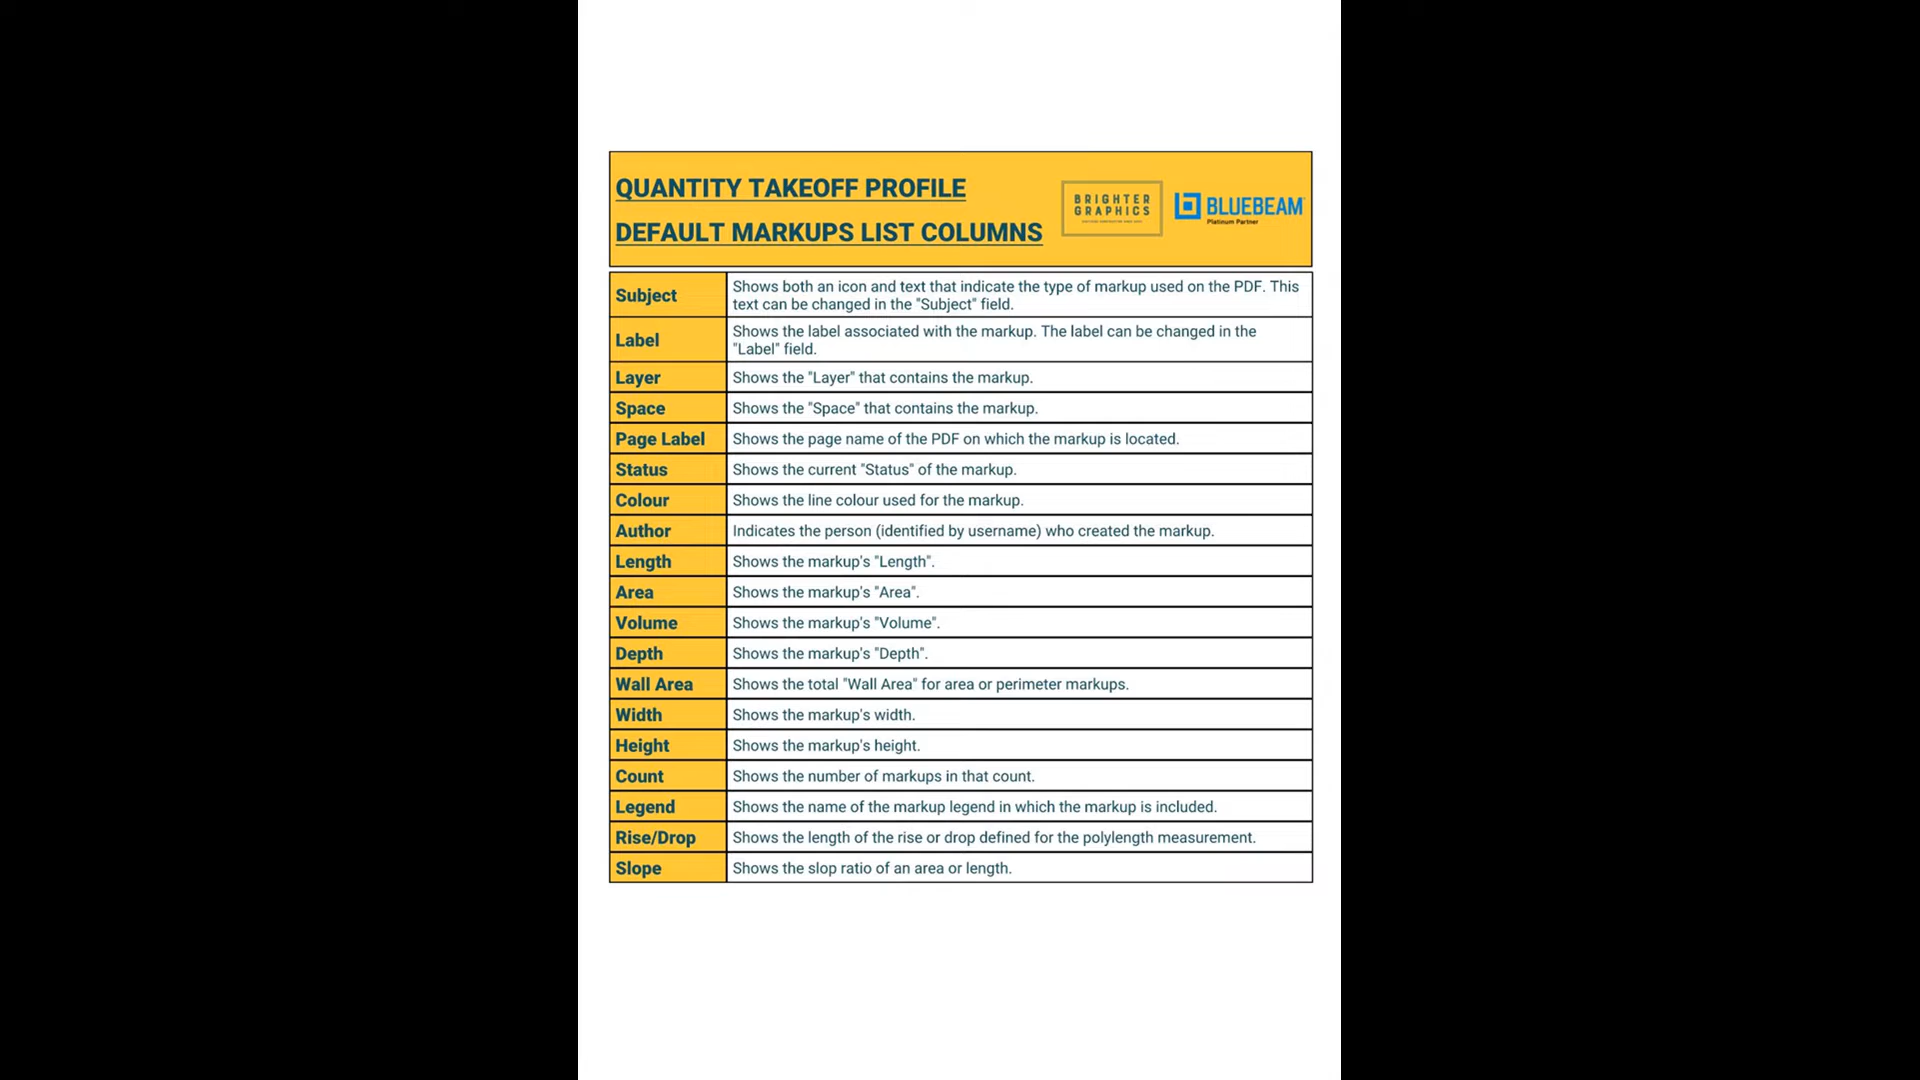 QUANTITY TAKEOFF PROFILE
DEFAULT MARKUPS LIST COLUMNS
BRIGHTER
GRAPHICS
BLUEBEAM
Platinum Partner
Subject
Shows both an icon and text that indicate the type of markup used on the PDF. This
text can be changed in the "Subject" field.
Label
Shows the label associated with the markup. The label can be changed in the
"Label" field.
Layer
Shows the "Layer" that contains the markup.
Space
Shows the "Space" that contains the markup.
Page Label
Shows the page name of the PDF on which the markup is located.
Status
Shows the current "Status" of the markup.
Colour
Shows the line colour used for the markup.
Author
Indicates the person (identified by username) who created the markup.
Length
Shows the markup's "Length".
Area
Shows the markup's "Area".
Volume
Shows the markup's "Volume".
Depth
Shows the markup's "Depth".
Wall Area
Shows the total "Wall Area" for area or perimeter markups.
Width
Shows the markup's width.
Height
Shows the markup's height.
Count
Shows the number of markups in that count.
Legend
Shows the name of the markup legend in which the markup is included.
Rise/Drop
Shows the length of the rise or drop defined for the polylength measurement.
Slope
Shows the slop ratio of an area or length.